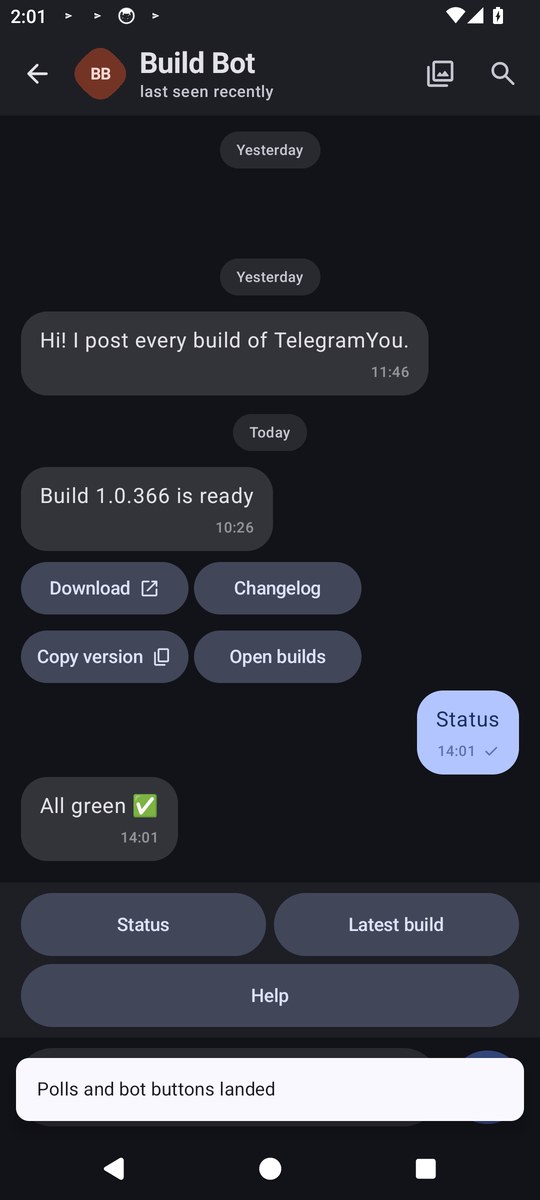 2:01
BB
Build Bot
last seen recently
Yesterday
Yesterday
Hi! I post every build of TelegramYou.
11:46
Today
Build 1.0.366 is ready
10:26
Download
Changelog
Copy version
Open builds
Status
14:01
All green ✅
14:01
Status
Latest build
Help
Polls and bot buttons landed